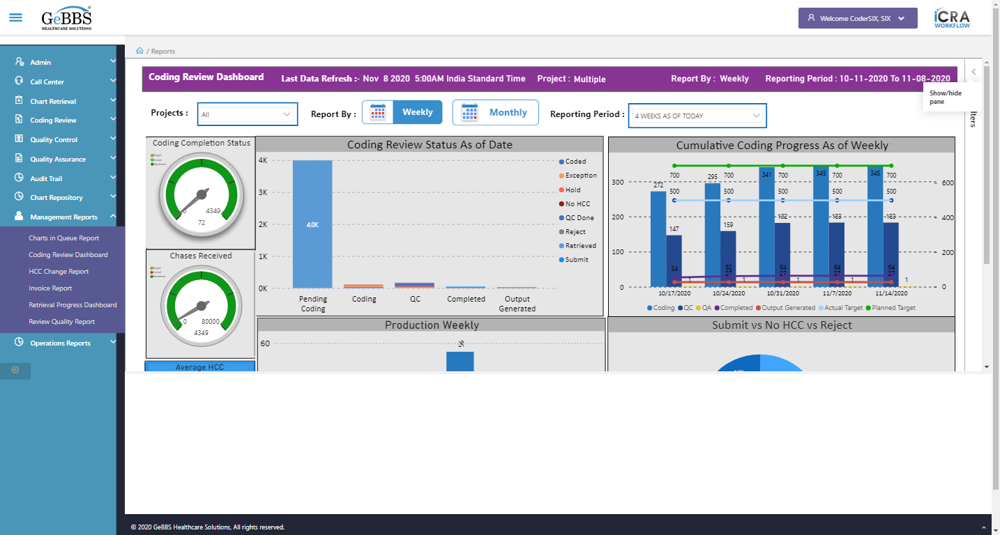 GeBBS
HEALTHCARE SOLUTIONS
Welcome CoderSIX, SIX
iCRA
WORKFLOW
Admin
Call Center
Chart Retrieval
Coding Review
Quality Control
Quality Assurance
Audit Trail
Chart Repository
Management Reports
Charts in Queue Report
Coding Review Dashboard
HCC Change Report
Invoice Report
Retrieval Progress Dashboard
Review Quality Report
Operations Reports
/ Reports
Coding Review Dashboard
Last Data Refresh :- Nov 8 2020 5:00AM India Standard Time
Project : Multiple
Report By : Weekly
Reporting Period : 10-11-2020 To 11-08-2020
Show/hide
pane
Projects :
All
Report By :
Weekly
Monthly
Reporting Period :
4 WEEKS AS OF TODAY
Coding Completion Status
Target
Actual
Maximum
0
4349
72
Chases Received
Target
Actual
Maximum
0
80000
4349
Average HCC
Coding Review Status As of Date
4K
3K
2K
1K
0K
4.0K
Pending
Coding
Coding
QC
Completed
Output
Generated
Coded
Exception
Hold
No HCC
QC Done
Reject
Retrieved
Submit
Cumulative Coding Progress As of Weekly
300
200
100
0
600
400
200
0
700 700 700 700 700
272 295 341 345 345
500 500 500 500 500
147 159 182 183 183
54 62 64 64 64
27 27 27 27
1 1 1 1 1
10/17/2020 10/24/2020 10/31/2020 11/7/2020 11/14/2020
Coding QC QA Completed Output Generated Actual Target Planned Target
Production Weekly
60
56
Submit vs No HCC vs Reject
© 2020 GeBBS Healthcare Solutions, All rights reserved.